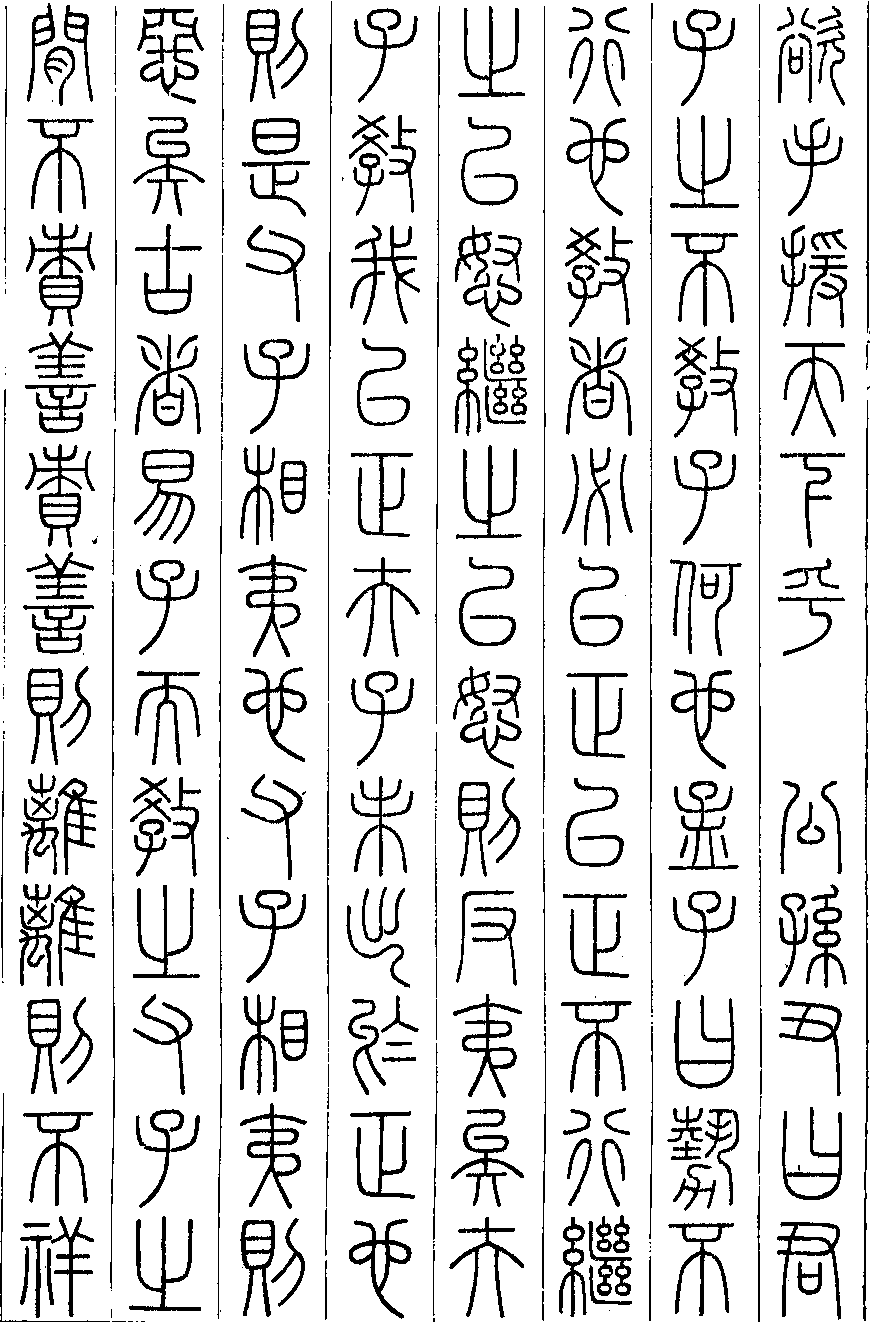 欲手援天下乎　公孫丑曰君
子之不教子何也孟子曰勢不
行也教者必以正以正不行繼
之以怒繼之以怒則反夷矣夫
子教我以正夫子未出於正也
則是父子相夷也父子相夷則
惡矣古者易子而教之父子之
閒不責善責善則離離則不祥